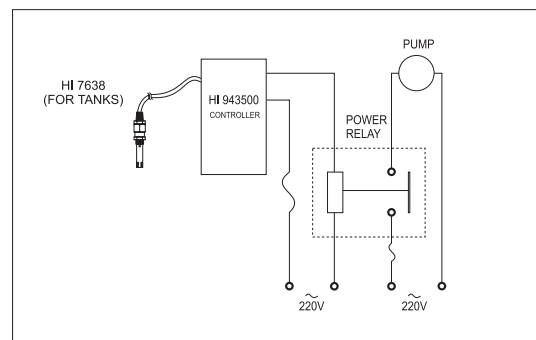 PUMP
HI 7638
(FOR TANKS)
HI 943500
CONTROLLER
POWER
RELAY
~
220V
~
220V